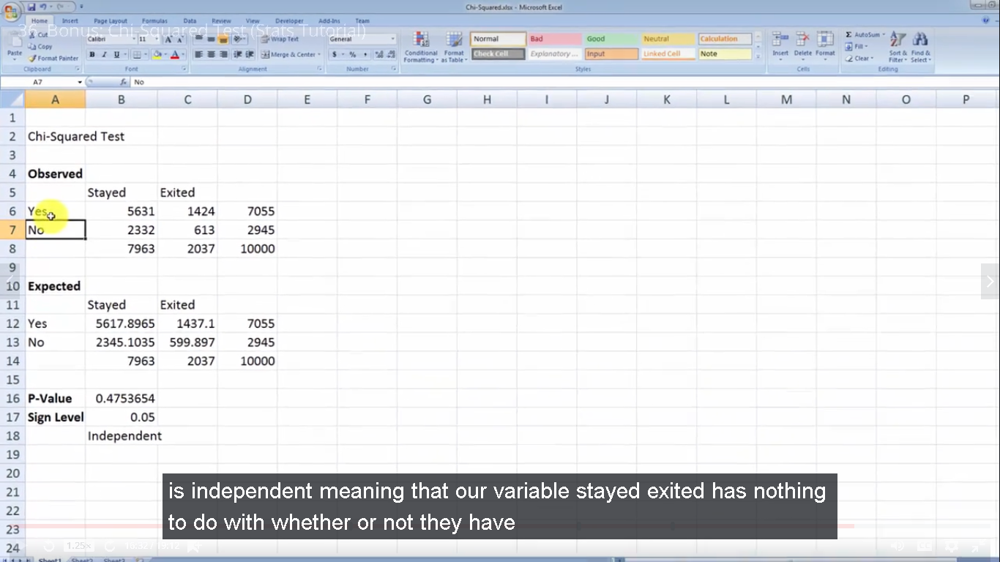 Chi-Squared.xlsx - Microsoft Excel
Home Insert Page Layout Formulas Data Review View Developer Add-Ins Team
36. Bonus: Chi-Squared Test (Stats Tutorial)
Cut Calibri 11 A A Wrap Text General Normal Bad Good Neutral Calculation Σ AutoSum
Copy Fill
Paste Format Painter B I U Merge & Center $ % , Conditional Formatting Format as Table Check Cell Explanatory ... Input Linked Cell Note Insert Delete Format Clear Sort & Filter Find & Select
Clipboard Font Alignment Number Styles Cells Editing
A7 fx No
A B C D E F G H I J K L M N O P
1
2 Chi-Squared Test
3
4 Observed
5 Stayed Exited
6 Yes 5631 1424 7055
7 No 2332 613 2945
8 7963 2037 10000
9
10 Expected
11 Stayed Exited
12 Yes 5617.8965 1437.1 7055
13 No 2345.1035 599.897 2945
14 7963 2037 10000
15
16 P-Value 0.4753654
17 Sign Level 0.05
18 Independent
19
20
21
22
23
24
is independent meaning that our variable stayed exited has nothing
to do with whether or not they have
1.25x 16:32 / 19:12
Sheet1 Sheet2 Sheet3